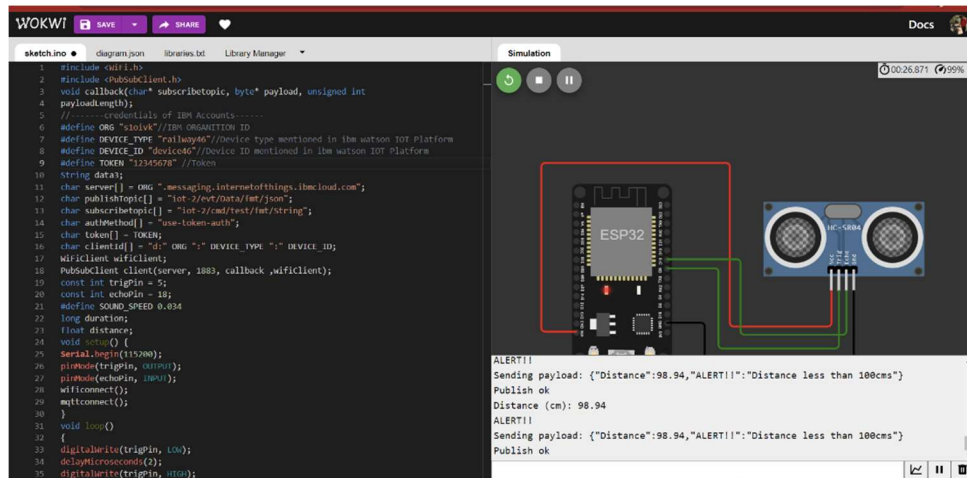 WOKWI SAVE SHARE Docs
sketch.ino diagram.json libraries.txt Library Manager
1 #include <WiFi.h>
2 #include <PubSubClient.h>
3 void callback(char* subscribetopic, byte* payload, unsigned int
4 payloadLength);
5 //-------credentials of IBM Accounts------
6 #define ORG "s1oivk"//IBM ORGANITION ID
7 #define DEVICE_TYPE "railway46"//Device type mentioned in ibm watson IOT Platform
8 #define DEVICE_ID "device46"//Device ID mentioned in ibm watson IOT Platform
9 #define TOKEN "12345678" //Token
10 String data3;
11 char server[] = ORG ".messaging.internetofthings.ibmcloud.com";
12 char publishTopic[] = "iot-2/evt/Data/fmt/json";
13 char subscribetopic[] = "iot-2/cmd/test/fmt/String";
14 char authMethod[] = "use-token-auth";
15 char token[] = TOKEN;
16 char clientid[] = "d:" ORG ":" DEVICE_TYPE ":" DEVICE_ID;
17 WiFiClient wifiClient;
18 PubSubClient client(server, 1883, callback ,wifiClient);
19 const int trigPin = 5;
20 const int echoPin = 18;
21 #define SOUND_SPEED 0.034
22 long duration;
23 float distance;
24 void setup() {
25 Serial.begin(115200);
26 pinMode(trigPin, OUTPUT);
27 pinMode(echoPin, INPUT);
28 wificonnect();
29 mqttconnect();
30 }
31 void loop()
32 {
33 digitalWrite(trigPin, LOW);
34 delayMicroseconds(2);
35 digitalWrite(trigPin, HIGH);
Simulation
00:26.871 99%
ESP32
HC-SR04
Vcc
Trig
Echo
Gnd
ALERT!!
Sending payload: {"Distance":98.94,"ALERT!!":"Distance less than 100cms"}
Publish ok
Distance (cm): 98.94
ALERT!!
Sending payload: {"Distance":98.94,"ALERT!!":"Distance less than 100cms"}
Publish ok